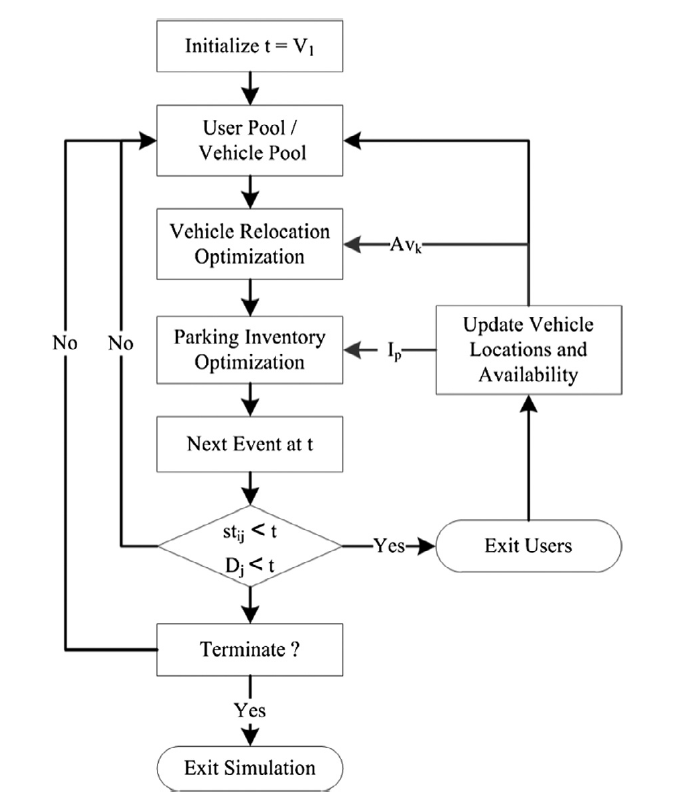 Initialize t = V₁
User Pool /
Vehicle Pool
Vehicle Relocation
Optimization
Avₖ
Parking Inventory
Optimization
Iₚ
Update Vehicle
Locations and
Availability
No
No
Next Event at t
stᵢⱼ < t
Dⱼ < t
Yes
Exit Users
Terminate ?
Yes
Exit Simulation